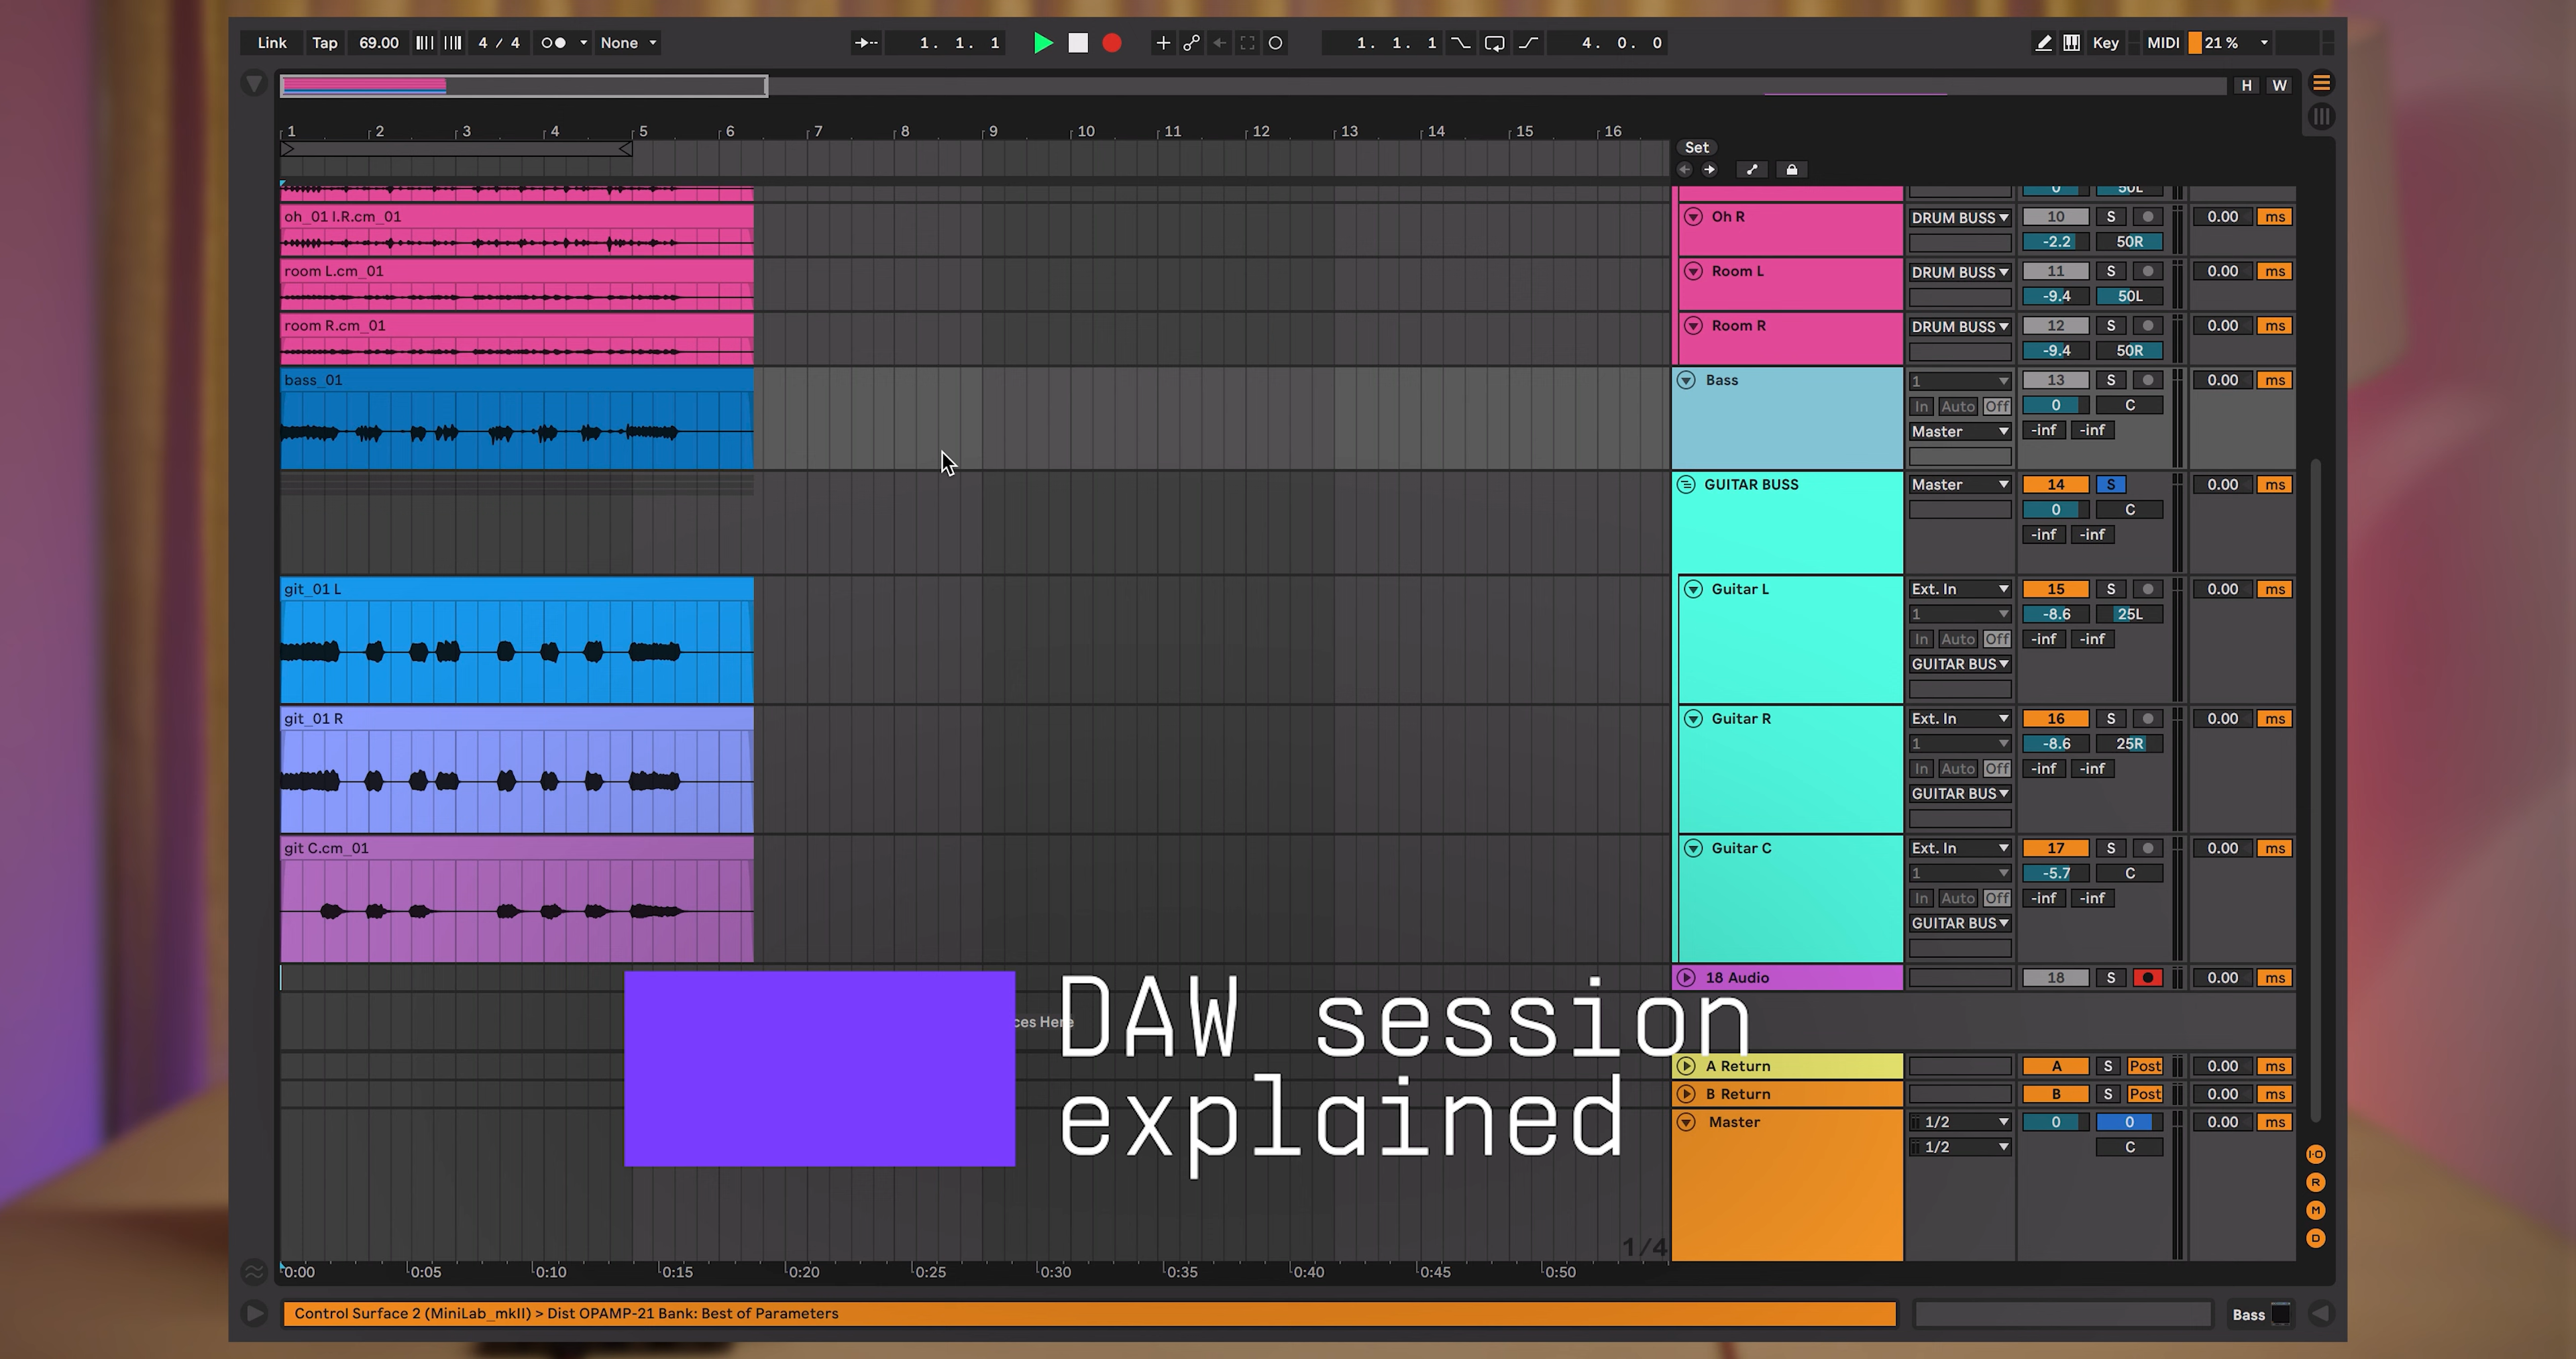 Link Tap 69.00 4 / 4 None 1. 1. 1 1. 1. 1 4. 0. 0 Key MIDI 21 %
H W
1 2 3 4 5 6 7 8 9 10 11 12 13 14 15 16
Set
0 50L
oh_01 I.R.cm_01 Oh R DRUM BUSS 10 S 0.00 ms
-2.2 50R
room L.cm_01 Room L DRUM BUSS 11 S 0.00 ms
-9.4 50L
room R.cm_01 Room R DRUM BUSS 12 S 0.00 ms
-9.4 50R
bass_01 Bass 1 13 S 0.00 ms
In Auto Off 0 C
Master -inf -inf
GUITAR BUSS Master 14 S 0.00 ms
0 C
-inf -inf
git_01 L Guitar L Ext. In 15 S 0.00 ms
1 -8.6 25L
In Auto Off -inf -inf
GUITAR BUS
git_01 R Guitar R Ext. In 16 S 0.00 ms
1 -8.6 25R
In Auto Off -inf -inf
GUITAR BUS
git C.cm_01 Guitar C Ext. In 17 S 0.00 ms
1 -5.7 C
In Auto Off -inf -inf
GUITAR BUS
18 Audio 18 S 0.00 ms
ces Here
DAW session
explained
A Return A S Post 0.00 ms
B Return B S Post 0.00 ms
Master 1/2 0 0 0.00 ms
1/2 C
I·O
R
M
D
1/4
0:00 0:05 0:10 0:15 0:20 0:25 0:30 0:35 0:40 0:45 0:50
Control Surface 2 (MiniLab_mkII) > Dist OPAMP-21 Bank: Best of Parameters Bass